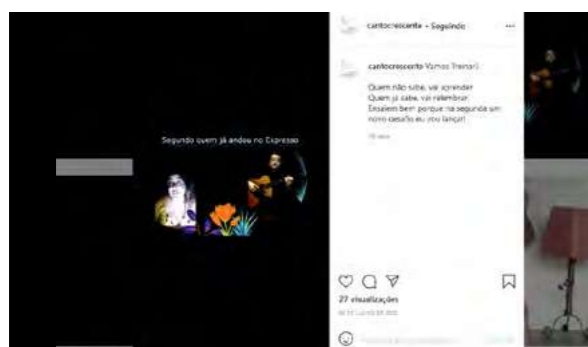 cantocrescente • Seguindo
Segundo quem já andou no Expresso
cantocrescente Vamos Treinar?
Quem não sabe, vai aprender
Quem já sabe, vai relembrar
Ensaiem bem porque na segunda um
novo desafio eu vou lançar!
27 visualizações